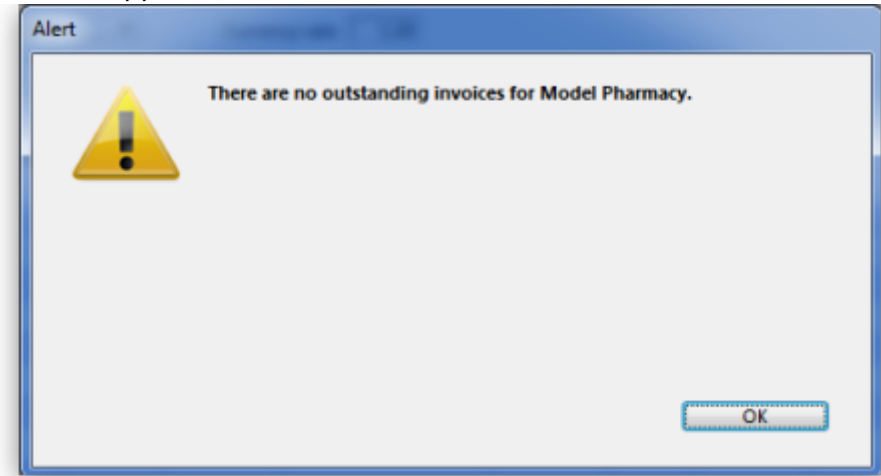 Alert
There are no outstanding invoices for Model Pharmacy.
OK